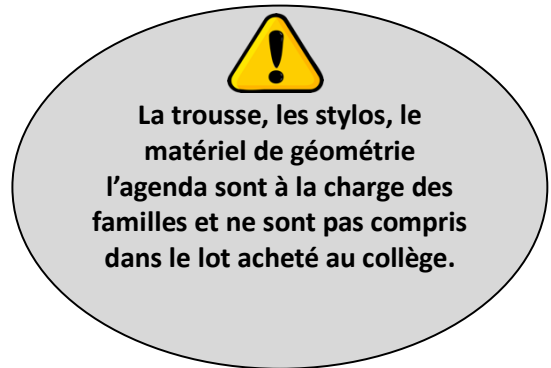 La trousse, les stylos, le
matériel de géométrie
l’agenda sont à la charge des
familles et ne sont pas compris
dans le lot acheté au collège.